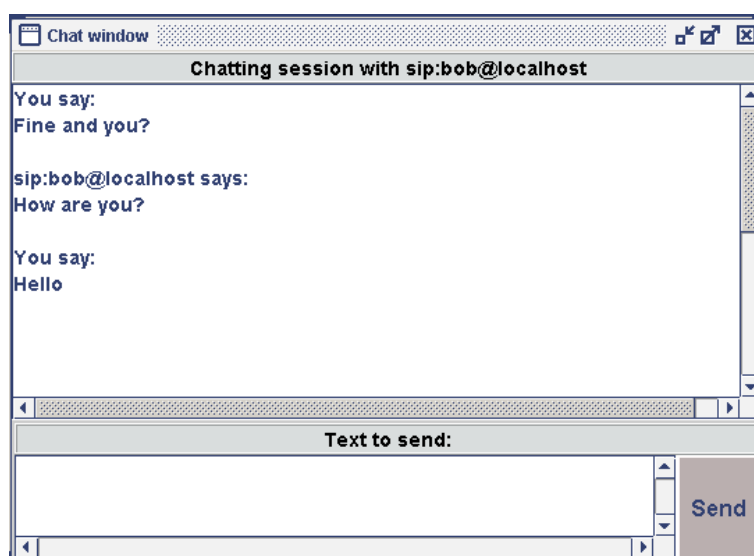 Chat window
Chatting session with sip:bob@localhost
You say:
Fine and you?
sip:bob@localhost says:
How are you?
You say:
Hello
Text to send:
Send